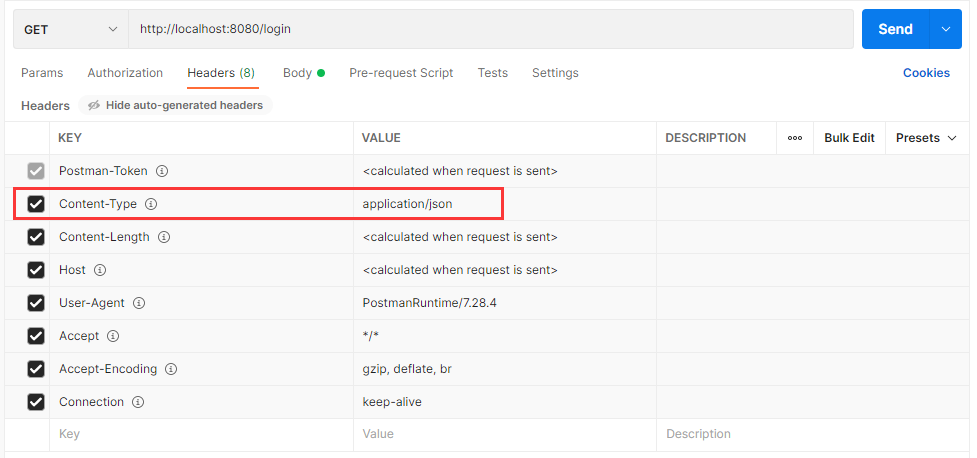 GET http://localhost:8080/login Send
Params Authorization Headers (8) Body Pre-request Script Tests Settings Cookies
Headers Hide auto-generated headers
KEY VALUE DESCRIPTION Bulk Edit Presets
Postman-Token <calculated when request is sent>
Content-Type application/json
Content-Length <calculated when request is sent>
Host <calculated when request is sent>
User-Agent PostmanRuntime/7.28.4
Accept */*
Accept-Encoding gzip, deflate, br
Connection keep-alive
Key Value Description